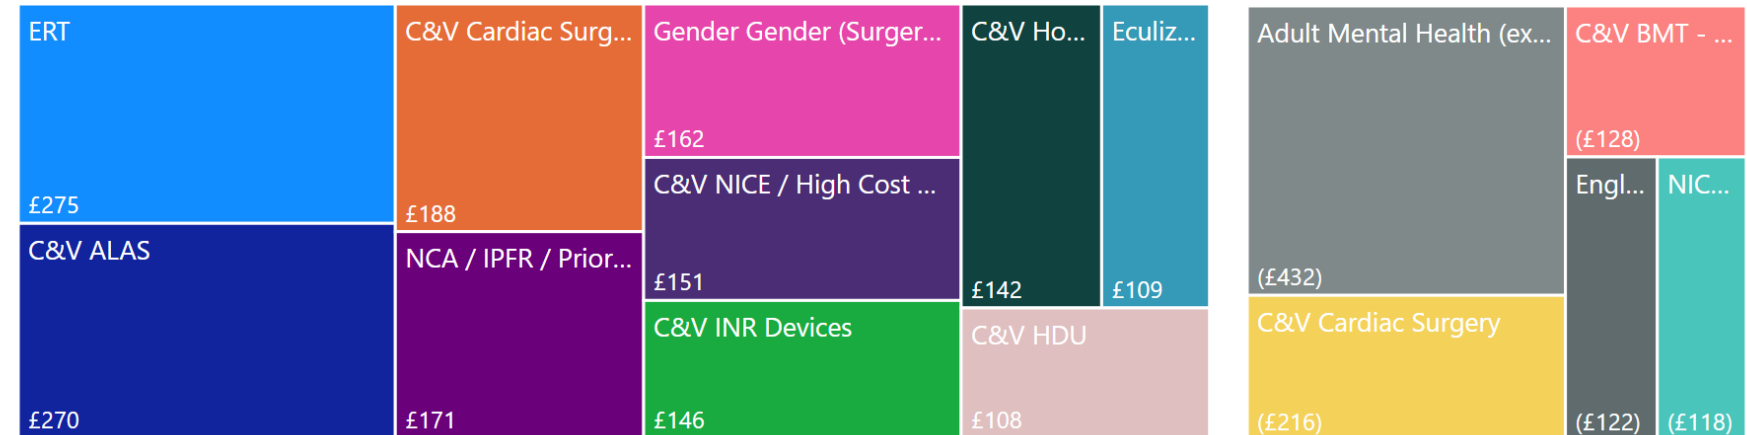 ERT
£275
C&V ALAS
£270
C&V Cardiac Surg...
£188
NCA / IPFR / Prior...
£171
Gender Gender (Surger...
£162
C&V NICE / High Cost ...
£151
C&V INR Devices
£146
C&V Ho...
£142
Eculiz...
£109
C&V HDU
£108
Adult Mental Health (ex...
(£432)
C&V Cardiac Surgery
(£216)
C&V BMT - ...
(£128)
Engl...
(£122)
NIC...
(£118)